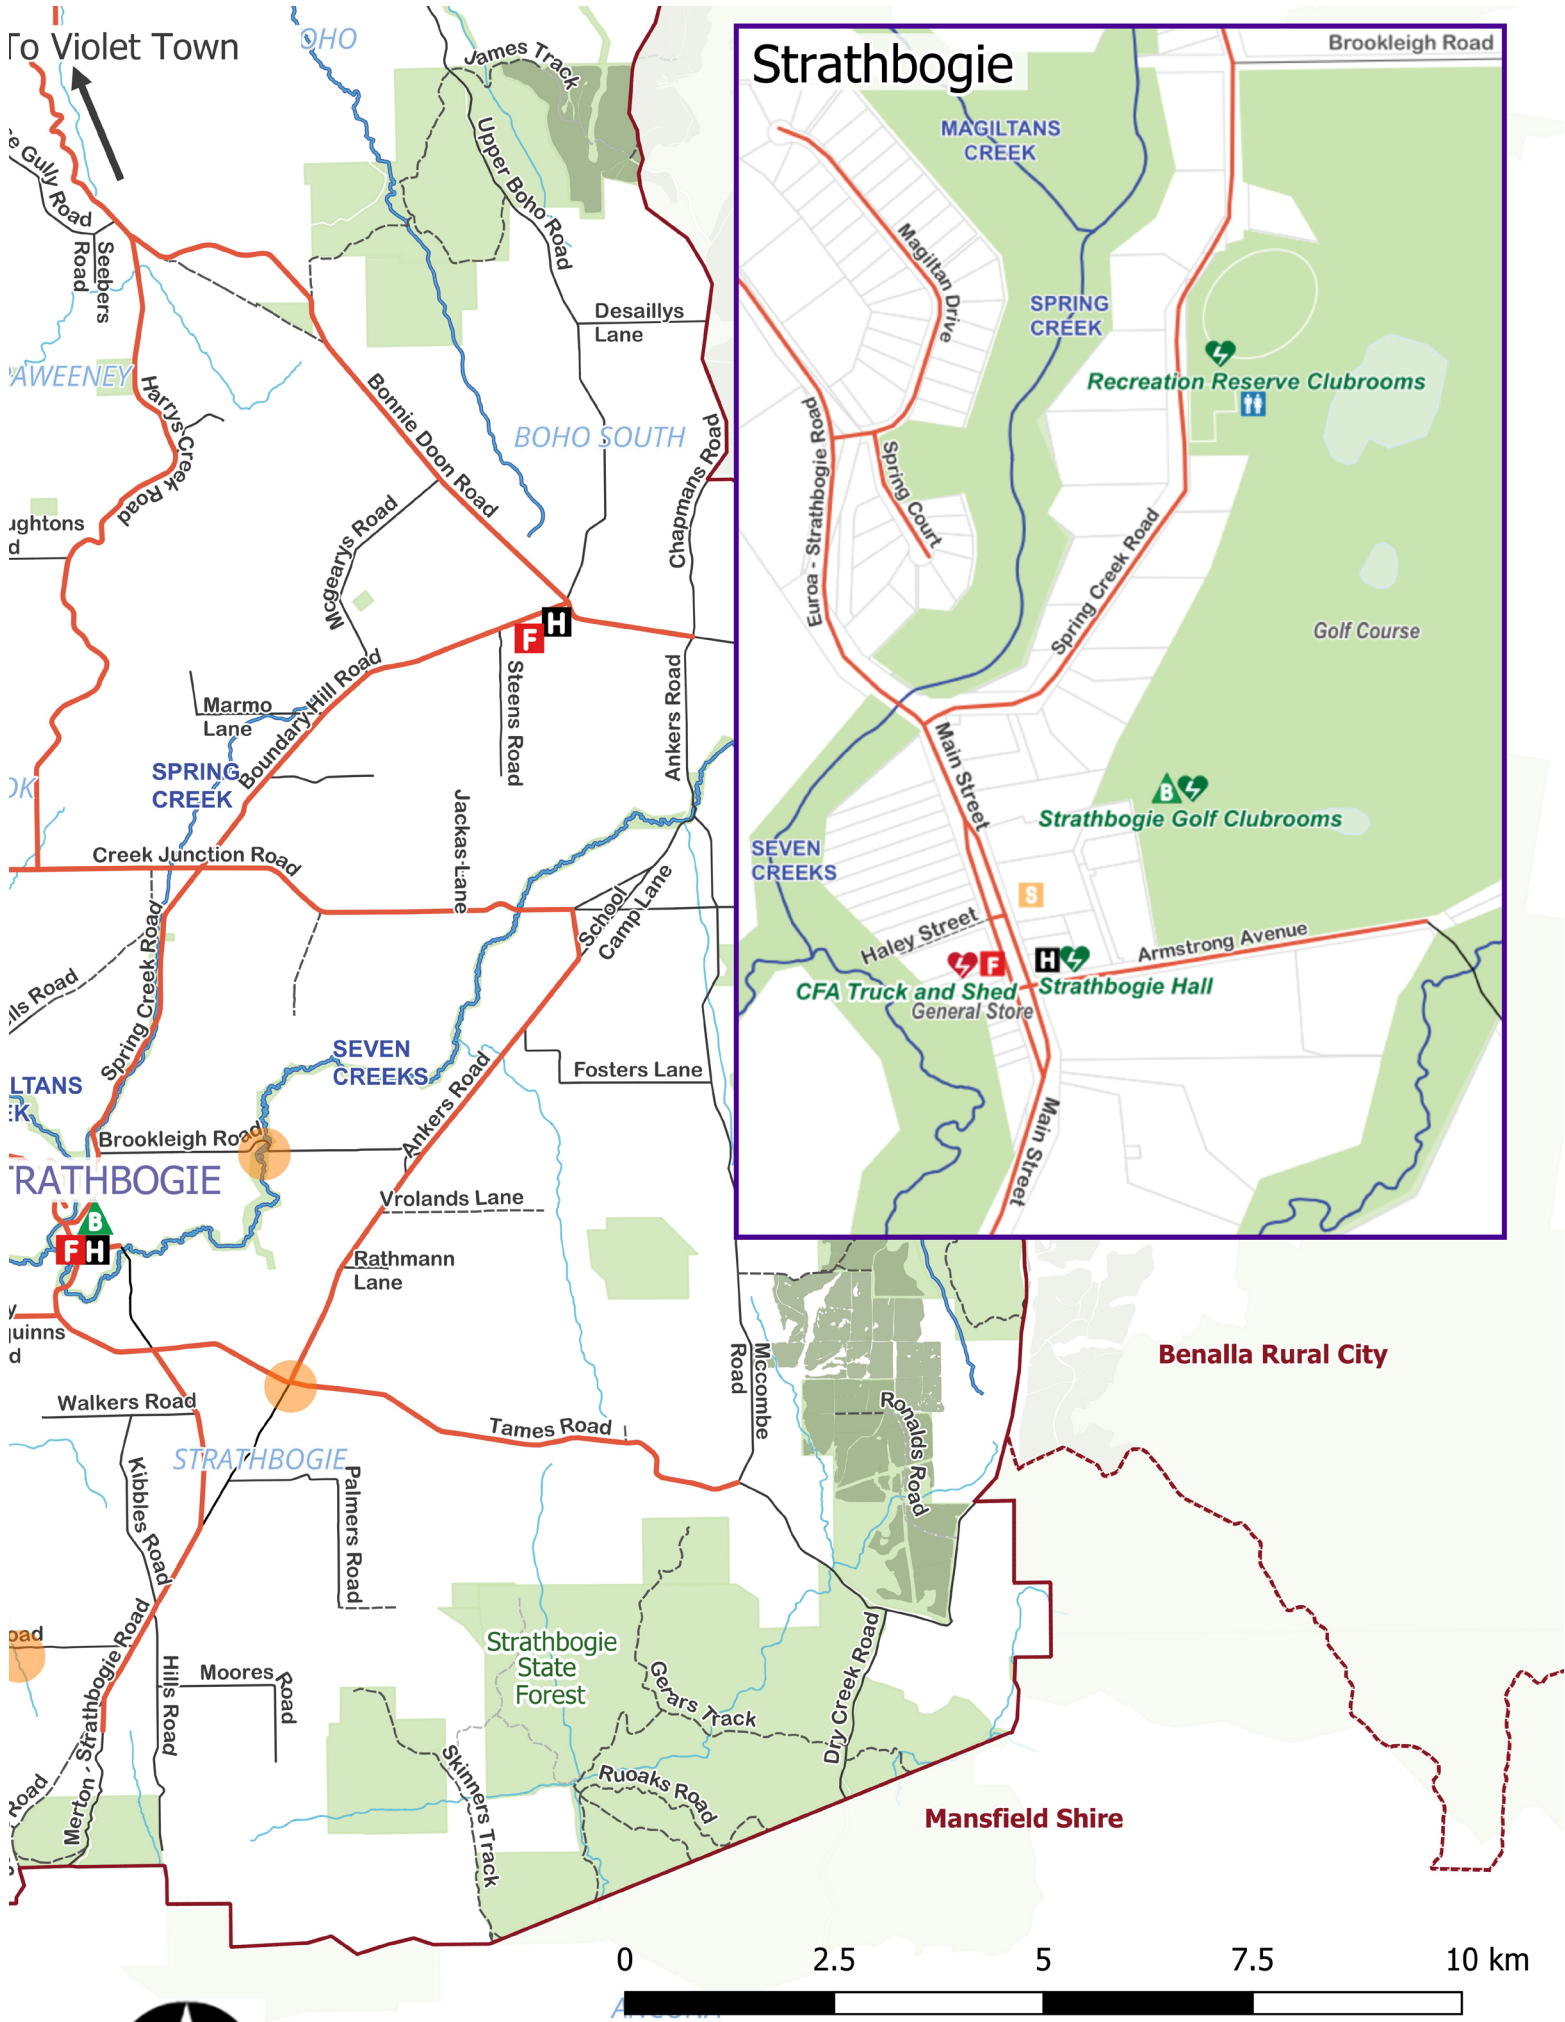 To Violet Town
James Track
Upper Boho Road
Gully Road
Seebers
Road
Desaillys
Lane
Harrys Creek Road
Bonnie Doon Road
BOHO SOUTH
Chapmans Road
Mcgearys Road
H
F
Steens Road
Ankers Road
Marmo
Lane
Boundary Hill Road
SPRING
CREEK
Jackas Lane
Creek Junction Road
School
Camp Lane
Spring Creek Road
SEVEN
CREEKS
Fosters Lane
Ankers Road
Brookleigh Road
Vrolands Lane
B
F H
Rathmann
Lane
Walkers Road
STRATHBOGIE
Tames Road
Mccombe
Road
Ronalds Road
Kibbles Road
Palmers Road
Merton - Strathbogie Road
Hills Road
Moores Road
Strathbogie
State
Forest
Gerars Track
Dry Creek Road
Skinners Track
Ruoaks Road
Road
Benalla Rural City
Mansfield Shire
0 2.5 5 7.5 10 km
Strathbogie
Brookleigh Road
MAGILTANS
CREEK
Magiltan Drive
SPRING
CREEK
Recreation Reserve Clubrooms
Euroa - Strathbogie Road
Spring Court
Spring Creek Road
Golf Course
Main Street
B
Strathbogie Golf Clubrooms
SEVEN
CREEKS
S
Haley Street
Armstrong Avenue
F
H
CFA Truck and Shed
Strathbogie Hall
General Store
Main Street